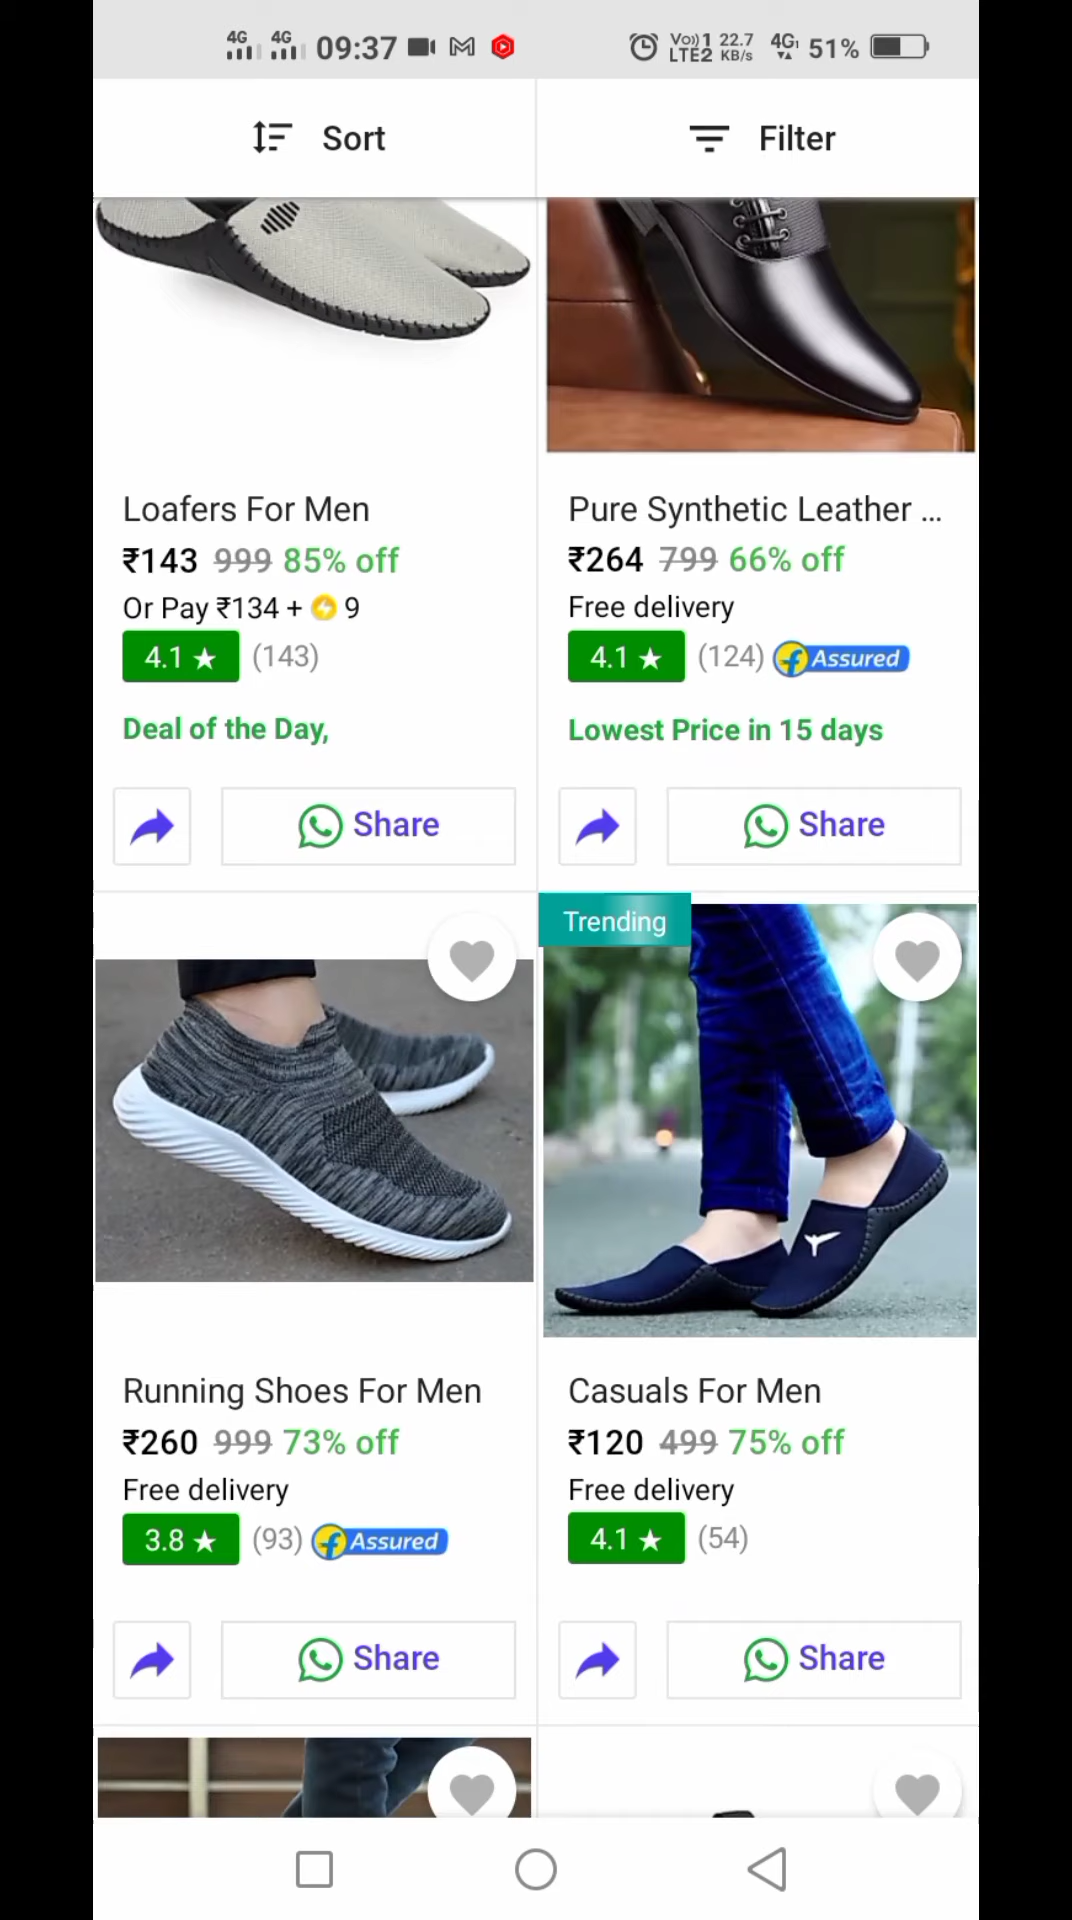 4G 4G 09:37 Vo)) 1 LTE2 22.7 KB/s 4G 51%
Sort Filter
Loafers For Men
₹143 999 85% off
Or Pay ₹134 + 9
4.1 ★ (143)
Deal of the Day,
Share
Pure Synthetic Leather ...
₹264 799 66% off
Free delivery
4.1 ★ (124) Assured
Lowest Price in 15 days
Share
Running Shoes For Men
₹260 999 73% off
Free delivery
3.8 ★ (93) Assured
Share
Trending
Casuals For Men
₹120 499 75% off
Free delivery
4.1 ★ (54)
Share